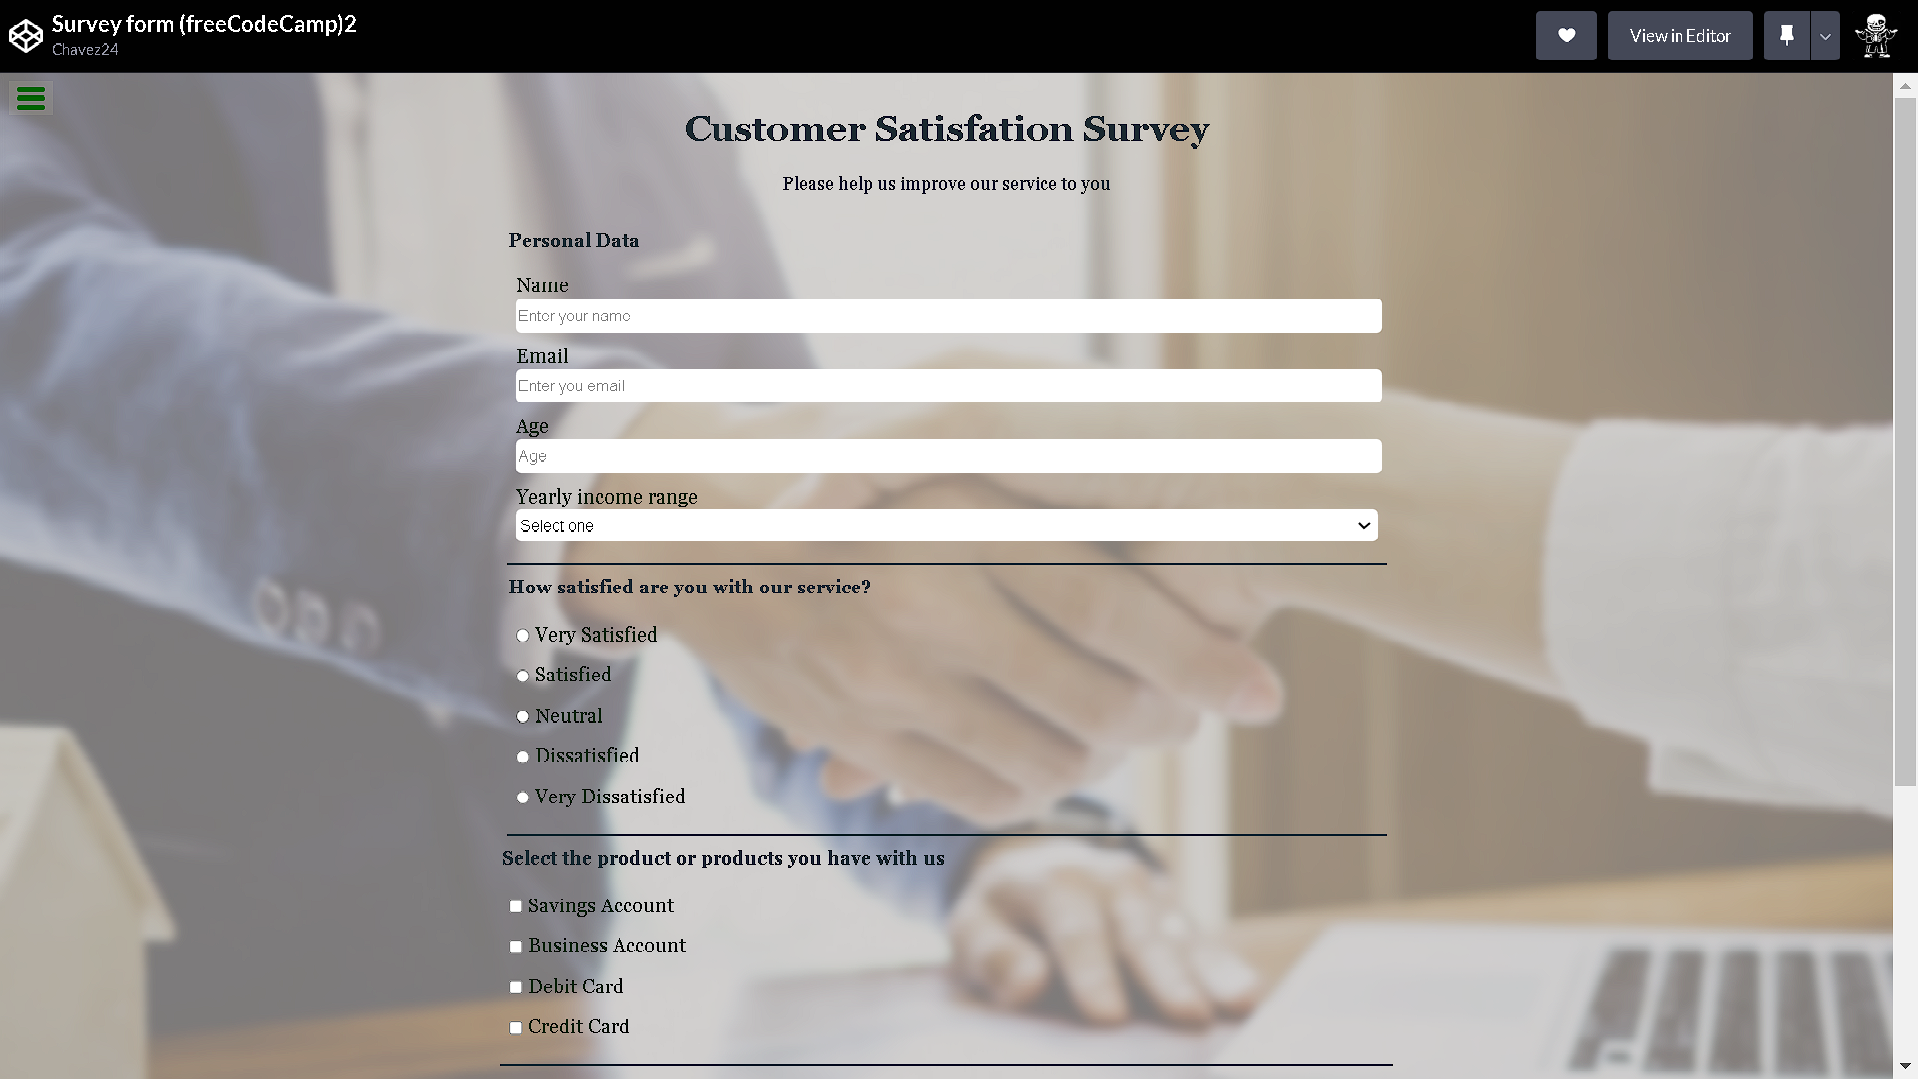 Survey form (freeCodeCamp)2
Chavez24
View in Editor
Customer Satisfation Survey
Please help us improve our service to you
Personal Data
Name
Enter your name
Email
Enter you email
Age
Age
Yearly income range
Select one
How satisfied are you with our service?
Very Satisfied
Satisfied
Neutral
Dissatisfied
Very Dissatisfied
Select the product or products you have with us
Savings Account
Business Account
Debit Card
Credit Card